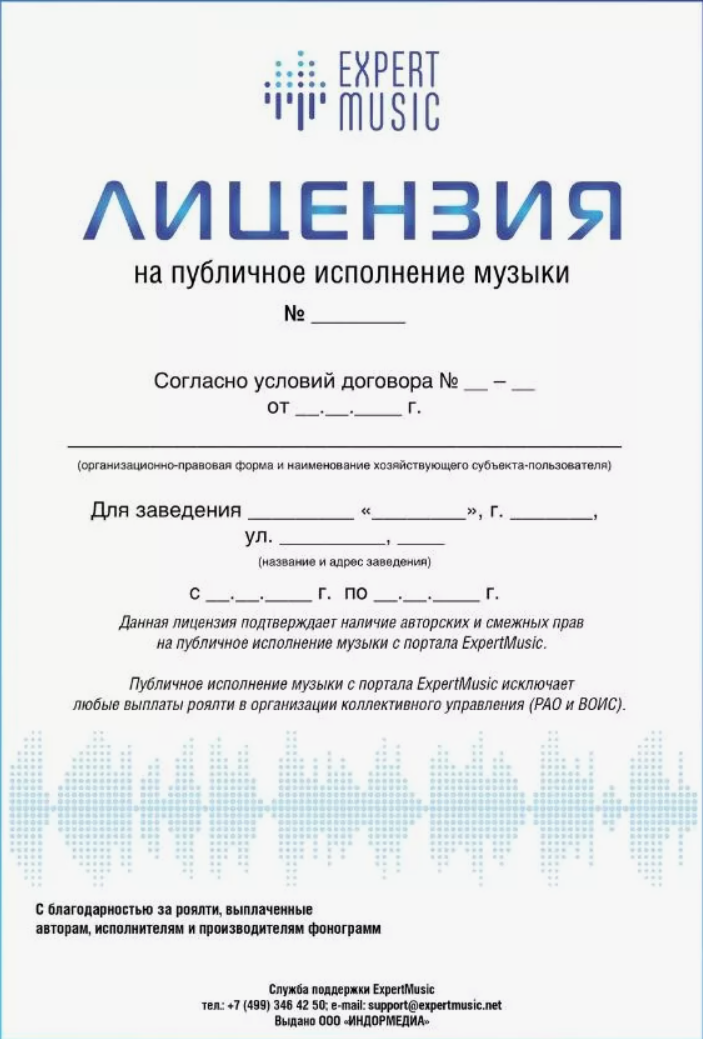 EXPERT
MUSIC
ЛИЦЕНЗИЯ
на публичное исполнение музыки
№ ________
Согласно условий договора № __ – __
от __.__.____ г.
(организационно-правовая форма и наименование хозяйствующего субъекта-пользователя)
Для заведения _________ «________», г. _______,
ул. _________, ____
(название и адрес заведения)
с __.__.____ г. по __.__.____ г.
Данная лицензия подтверждает наличие авторских и смежных прав
на публичное исполнение музыки с портала ExpertMusic.
Публичное исполнение музыки с портала ExpertMusic исключает
любые выплаты роялти в организации коллективного управления (РАО и ВОИС).
С благодарностью за роялти, выплаченные
авторам, исполнителям и производителям фонограмм
Служба поддержки ExpertMusic
тел.: +7 (499) 346 42 50; e-mail: support@expertmusic.net
Выдано ООО «ИНДОРМЕДИА»